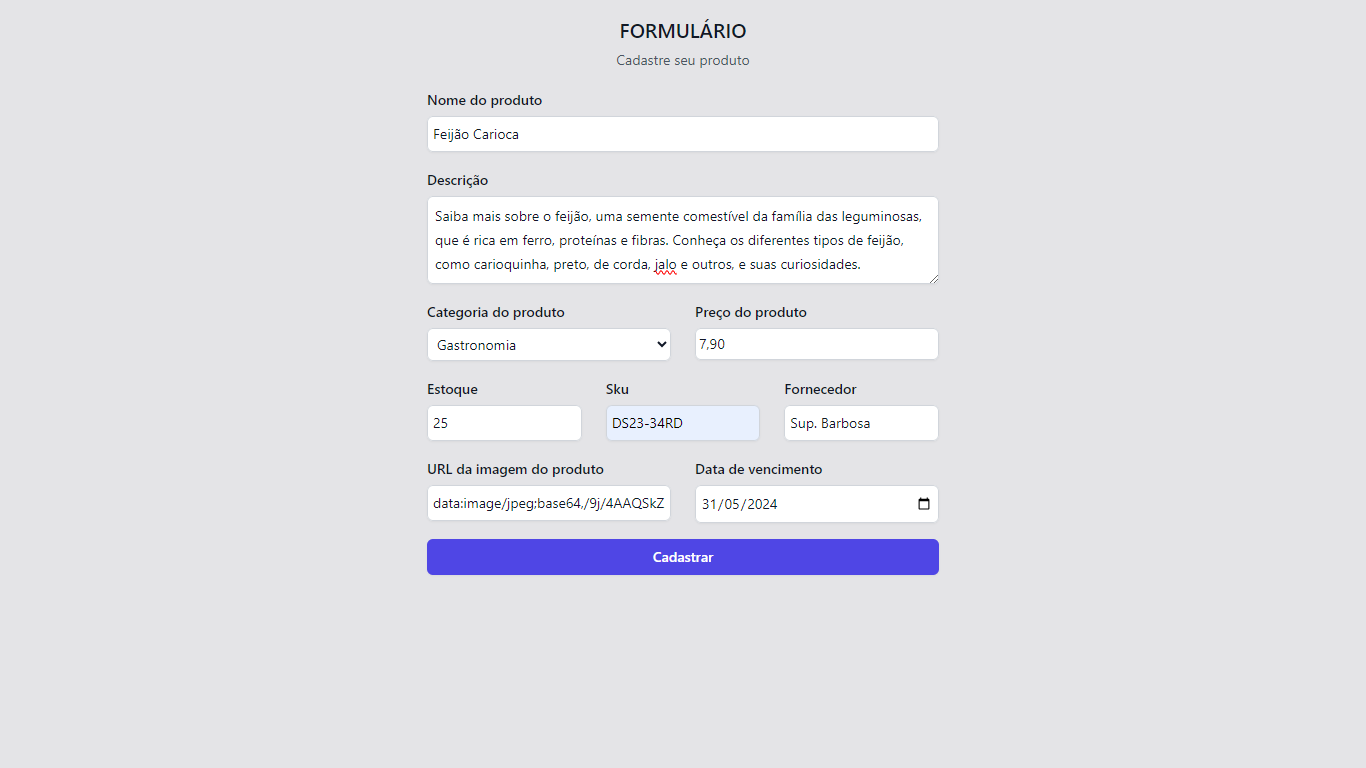 FORMULÁRIO
Cadastre seu produto
Nome do produto
Feijão Carioca
Descrição
Saiba mais sobre o feijão, uma semente comestível da família das leguminosas,
que é rica em ferro, proteínas e fibras. Conheça os diferentes tipos de feijão,
como carioquinha, preto, de corda, jalo e outros, e suas curiosidades.
Categoria do produto
Preço do produto
Gastronomia
7,90
Estoque
Sku
Fornecedor
25
DS23-34RD
Sup. Barbosa
URL da imagem do produto
Data de vencimento
data:image/jpeg;base64,/9j/4AAQSkZ
31/05/2024
Cadastrar